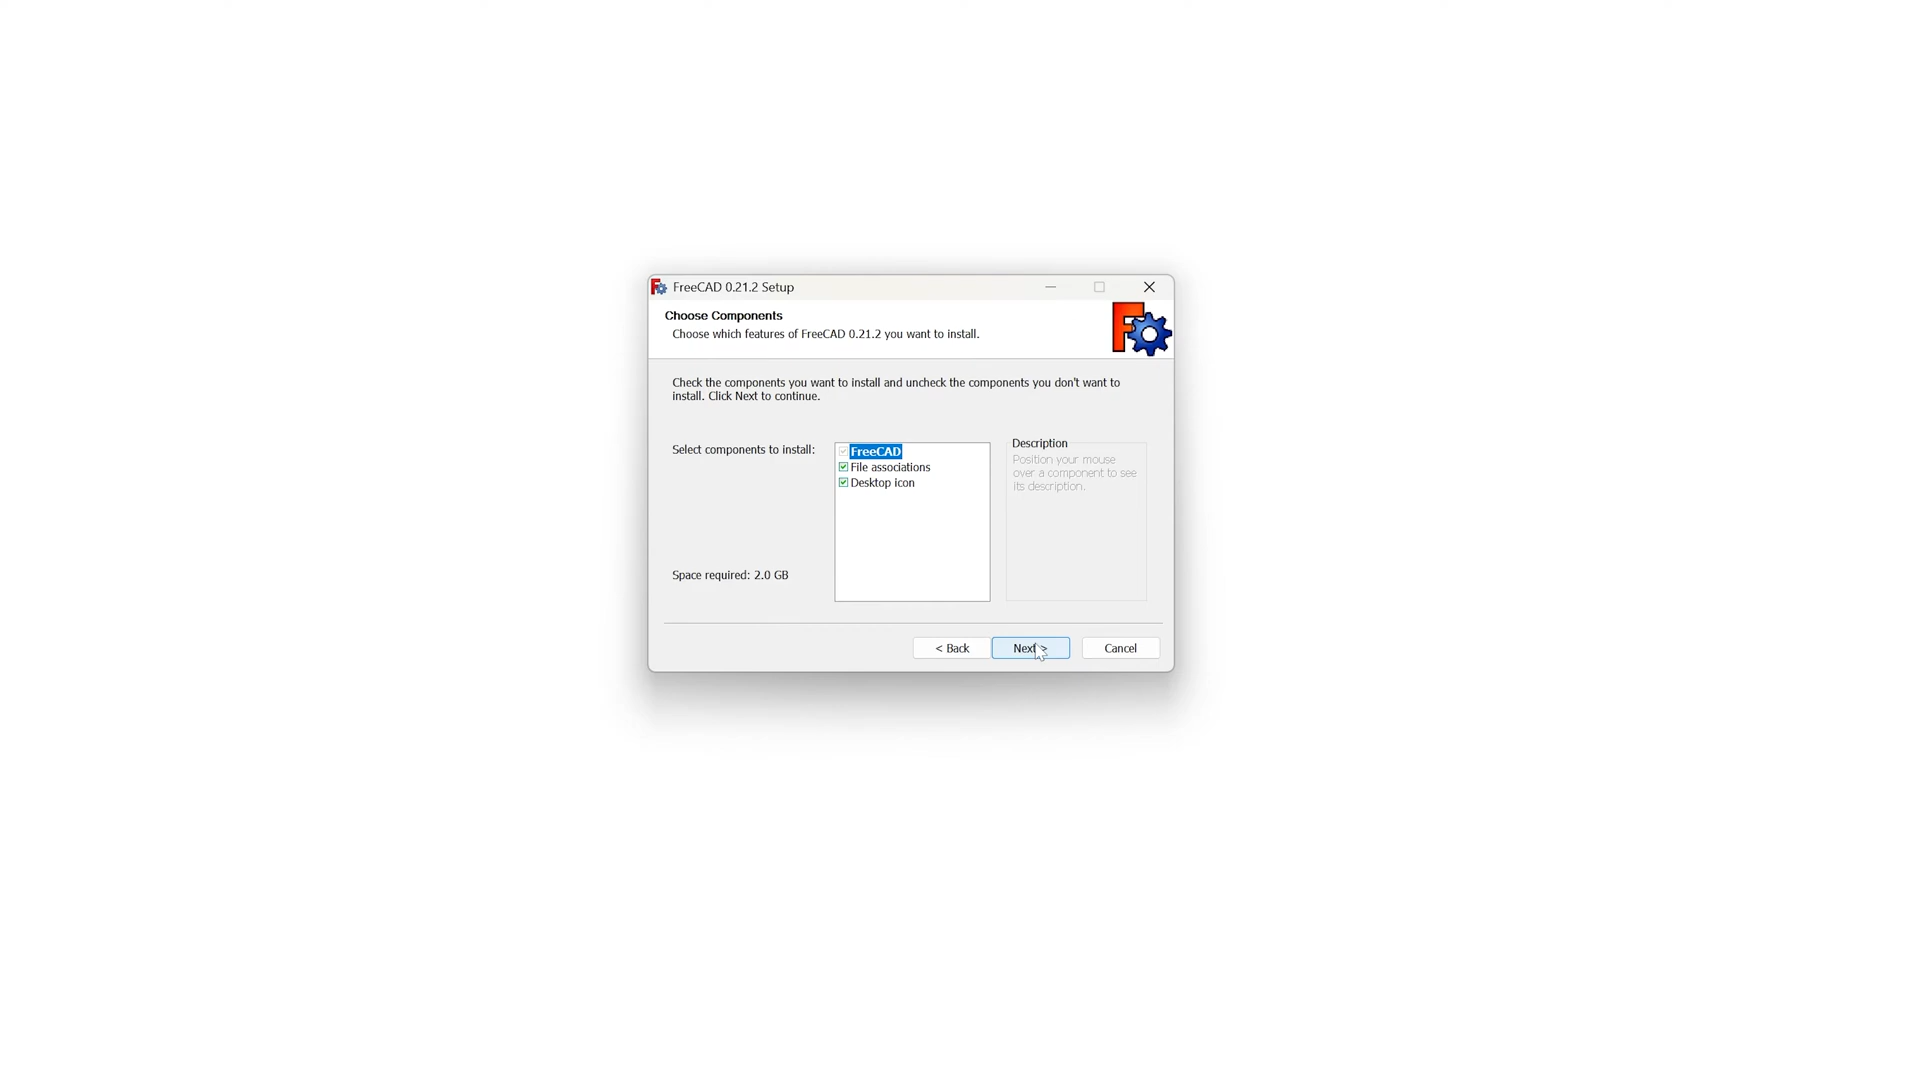 FreeCAD 0.21.2 Setup
Choose Components
Choose which features of FreeCAD 0.21.2 you want to install.
Check the components you want to install and uncheck the components you don't want to
install. Click Next to continue.
Select components to install:
FreeCAD
File associations
Desktop icon
Description
Position your mouse
over a component to see
its description.
Space required: 2.0 GB
< Back
Next >
Cancel